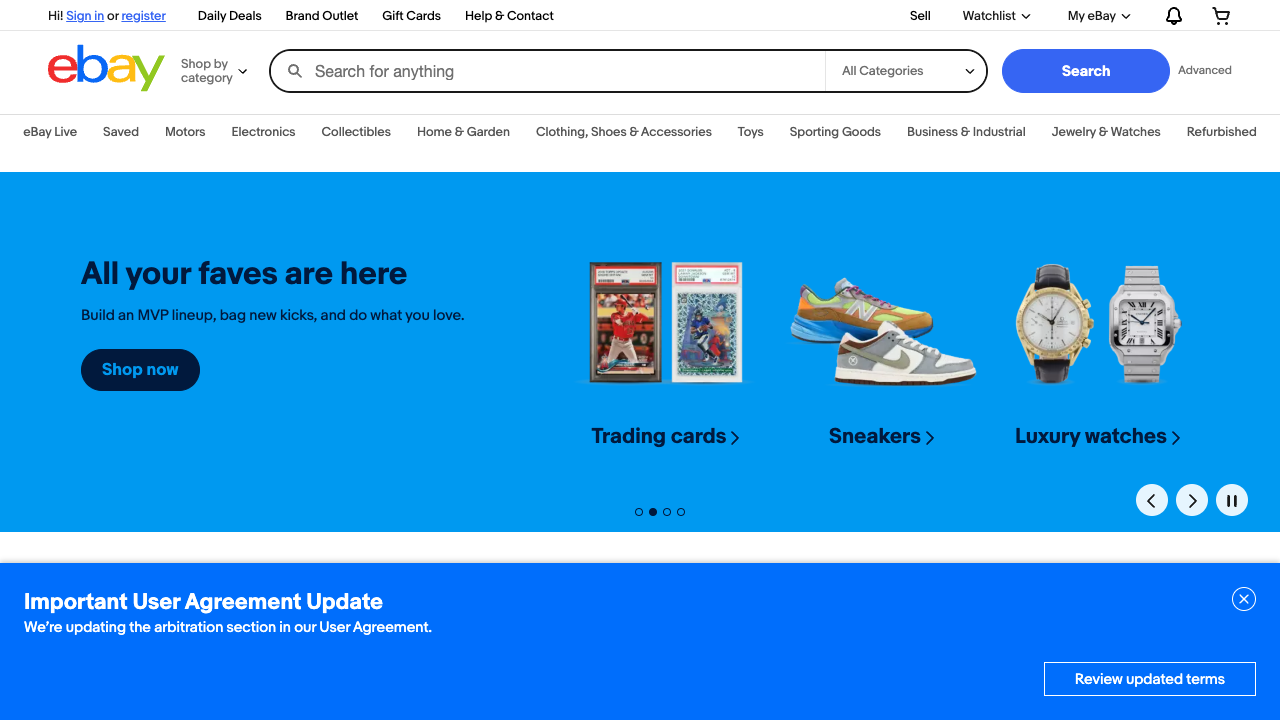 Hi! Sign in or register
Daily Deals
Brand Outlet
Gift Cards
Help & Contact
Sell
Watchlist
My eBay
ebay
Shop by
category
Search for anything
All Categories
Search
Advanced
eBay Live
Saved
Motors
Electronics
Collectibles
Home & Garden
Clothing, Shoes & Accessories
Toys
Sporting Goods
Business & Industrial
Jewelry & Watches
Refurbished
All your faves are here
Build an MVP lineup, bag new kicks, and do what you love.
Shop now
Trading cards
Sneakers
Luxury watches
Important User Agreement Update
We’re updating the arbitration section in our User Agreement.
Review updated terms